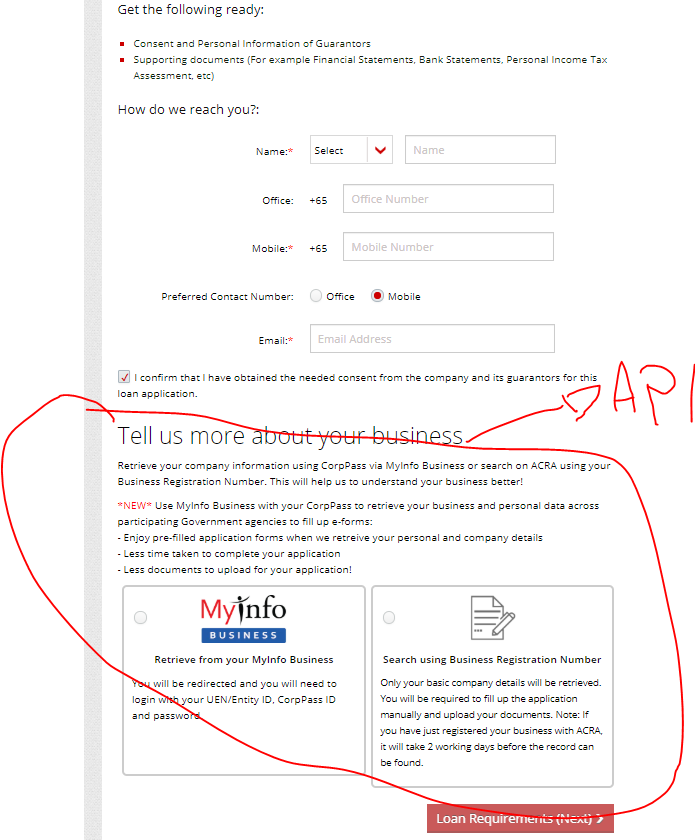 Get the following ready:
Consent and Personal Information of Guarantors
Supporting documents (For example Financial Statements, Bank Statements, Personal Income Tax
Assessment, etc)
How do we reach you?:
Name:* Select Name
Office: +65 Office Number
Mobile:* +65 Mobile Number
Preferred Contact Number: Office Mobile
Email:* Email Address
I confirm that I have obtained the needed consent from the company and its guarantors for this
loan application.
API
Tell us more about your business
Retrieve your company information using CorpPass via MyInfo Business or search on ACRA using your
Business Registration Number. This will help us to understand your business better!
*NEW* Use MyInfo Business with your CorpPass to retrieve your business and personal data across
participating Government agencies to fill up e-forms:
- Enjoy pre-filled application forms when we retreive your personal and company details
- Less time taken to complete your application
- Less documents to upload for your application!
MyInfo
BUSINESS
Retrieve from your MyInfo Business
You will be redirected and you will need to
login with your UEN/Entity ID, CorpPass ID
and password.
Search using Business Registration Number
Only your basic company details will be retrieved.
You will be required to fill up the application
manually and upload your documents. Note: If
you have just registered your business with ACRA,
it will take 2 working days before the record can
be found.
Loan Requirements (Next)